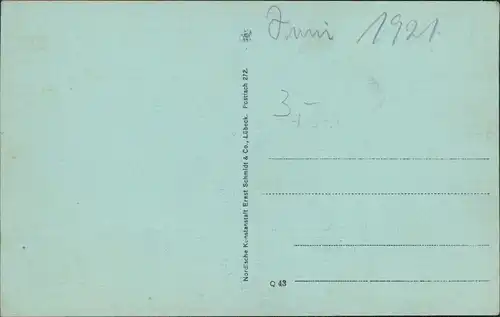 Juni 1921.
3,-
Nordische Kunstanstalt Ernst Schmidt & Co., Lübeck. Postfach 272.
Q 43